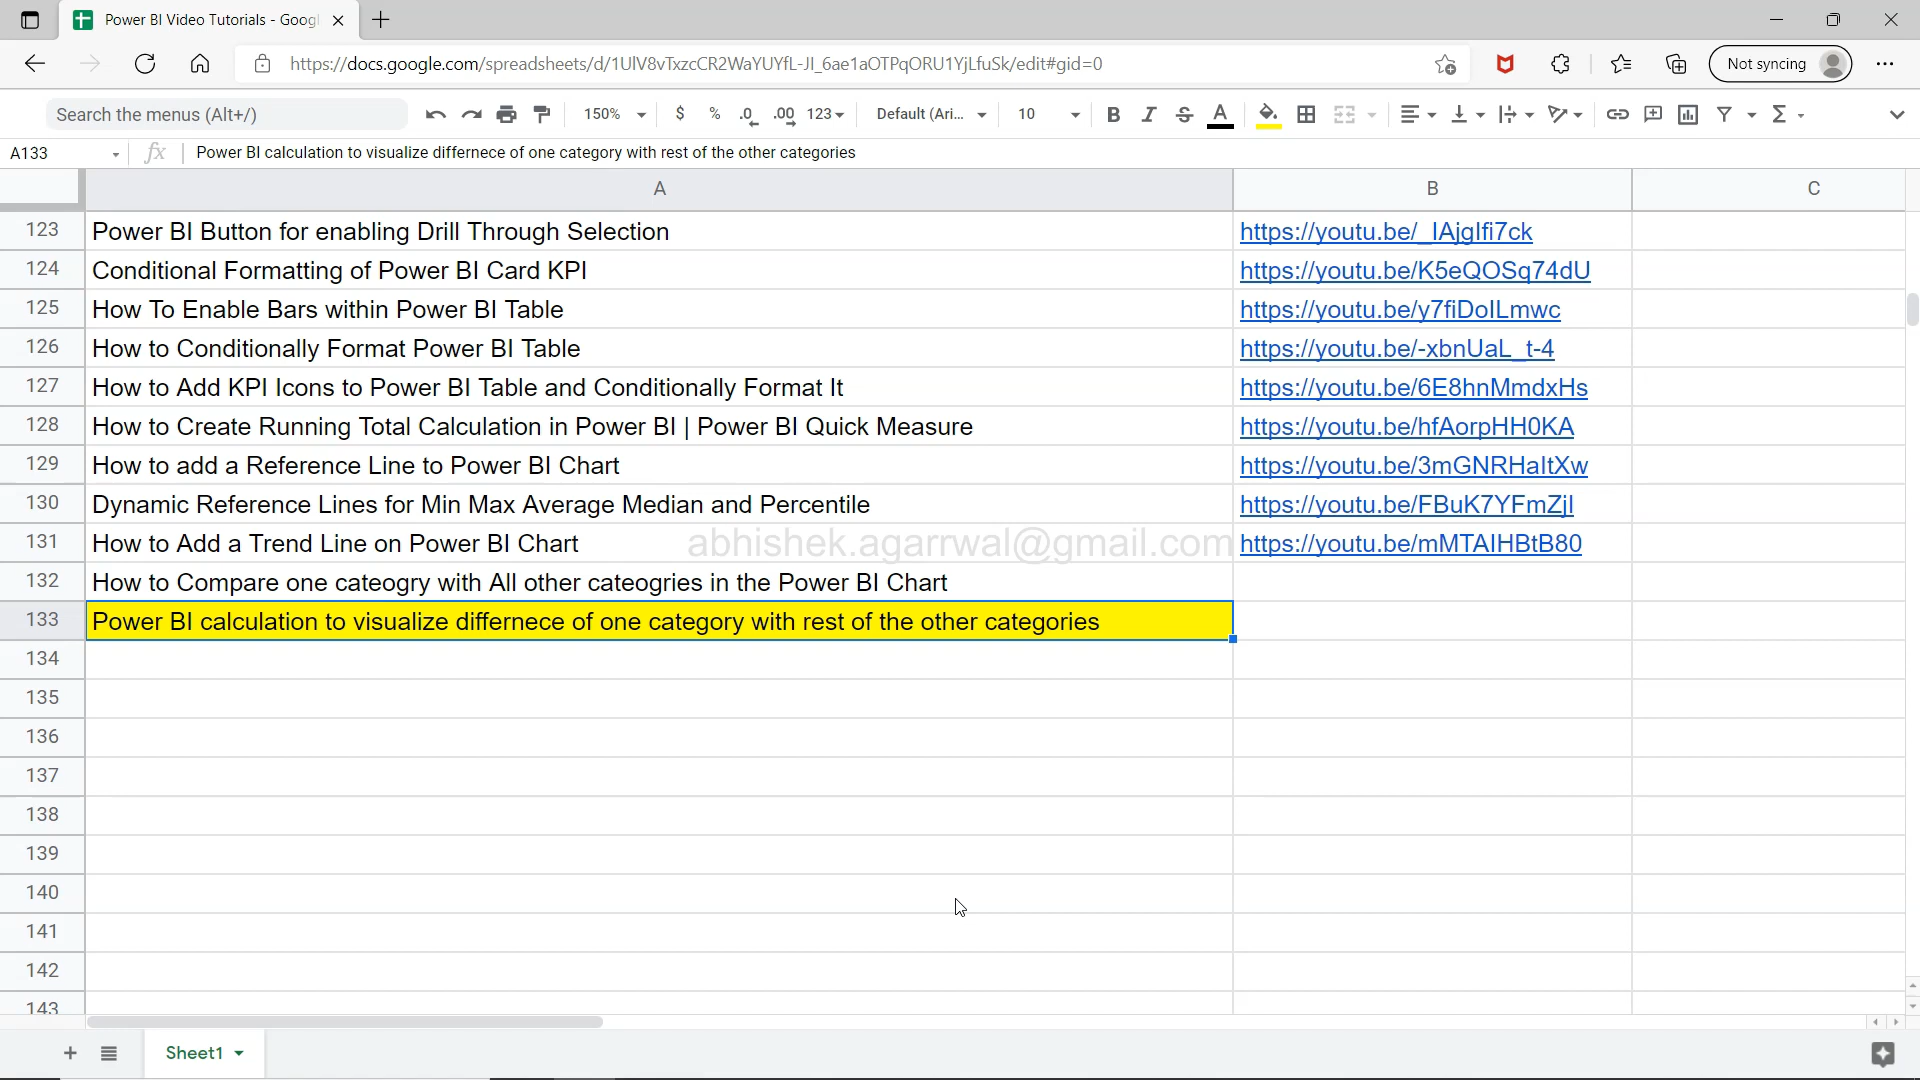 Power BI Video Tutorials - Goog
https://docs.google.com/spreadsheets/d/1UlV8vTxzcCR2WaYUYfL-JI_6ae1aOTPqORU1YjLfuSk/edit#gid=0
Not syncing
Search the menus (Alt+/)
150%
$
%
.0
.00
123
Default (Ari...
10
B
I
S
A
A133
fx
Power BI calculation to visualize differnece of one category with rest of the other categories
A
B
C
123 Power BI Button for enabling Drill Through Selection https://youtu.be/_IAjgIfi7ck
124 Conditional Formatting of Power BI Card KPI https://youtu.be/K5eQOSq74dU
125 How To Enable Bars within Power BI Table https://youtu.be/y7fiDoILmwc
126 How to Conditionally Format Power BI Table https://youtu.be/-xbnUaL_t-4
127 How to Add KPI Icons to Power BI Table and Conditionally Format It https://youtu.be/6E8hnMmdxHs
128 How to Create Running Total Calculation in Power BI | Power BI Quick Measure https://youtu.be/hfAorpHH0KA
129 How to add a Reference Line to Power BI Chart https://youtu.be/3mGNRHaItXw
130 Dynamic Reference Lines for Min Max Average Median and Percentile https://youtu.be/FBuK7YFmZjI
131 How to Add a Trend Line on Power BI Chart https://youtu.be/mMTAIHBtB80
abhishek.agarrwal@gmail.com
132 How to Compare one cateogry with All other cateogries in the Power BI Chart
133 Power BI calculation to visualize differnece of one category with rest of the other categories
134
135
136
137
138
139
140
141
142
143
Sheet1